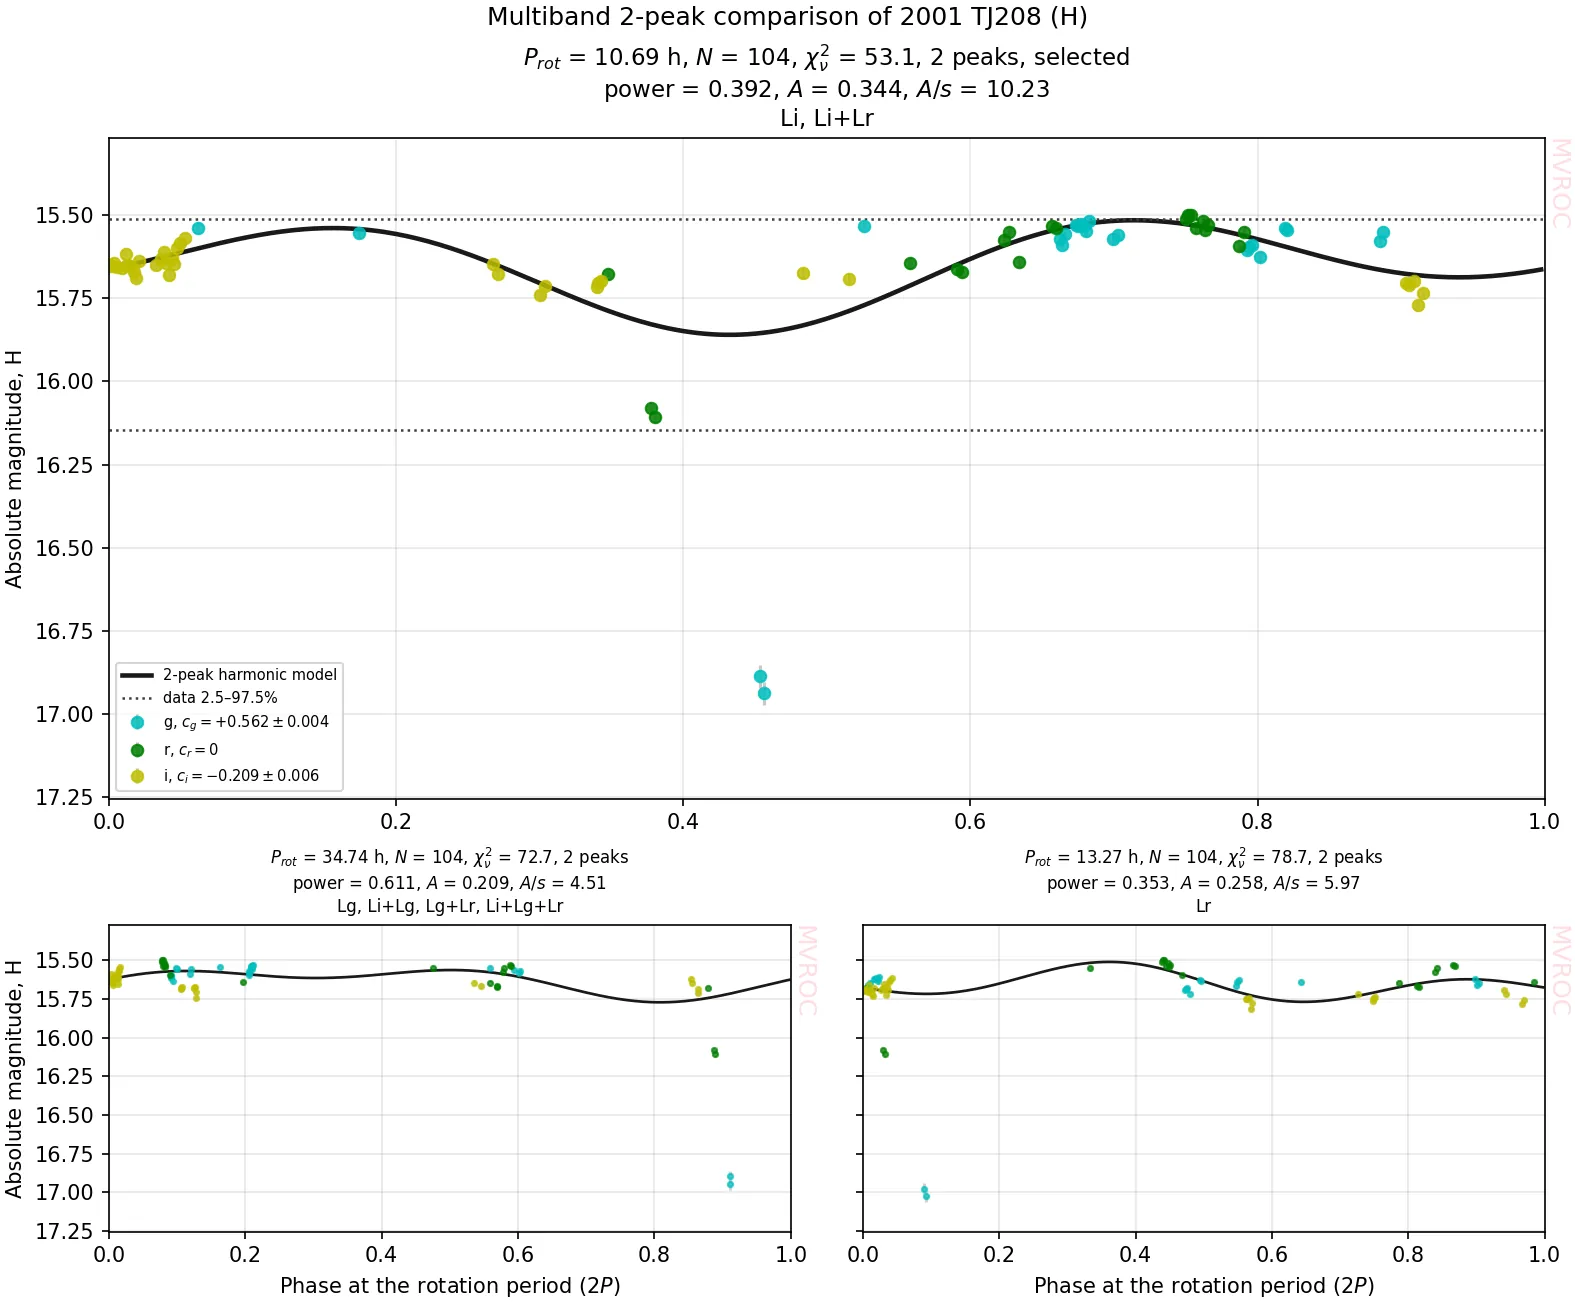 Multiband 2-peak comparison of 2001 TJ208 (H)
P_rot = 10.69 h, N = 104, χ²_ν = 53.1, 2 peaks, selected
power = 0.392, A = 0.344, A/s = 10.23
Li, Li+Lr
MVROC
Absolute magnitude, H
15.50
15.75
16.00
16.25
16.50
16.75
17.00
17.25
2-peak harmonic model
data 2.5–97.5%
g, c_g = +0.562 ± 0.004
r, c_r = 0
i, c_i = −0.209 ± 0.006
0.0 0.2 0.4 0.6 0.8 1.0
P_rot = 34.74 h, N = 104, χ²_ν = 72.7, 2 peaks
power = 0.611, A = 0.209, A/s = 4.51
Lg, Li+Lg, Lg+Lr, Li+Lg+Lr
MVROC
Absolute magnitude, H
15.50
15.75
16.00
16.25
16.50
16.75
17.00
17.25
0.0 0.2 0.4 0.6 0.8 1.0
Phase at the rotation period (2P)
P_rot = 13.27 h, N = 104, χ²_ν = 78.7, 2 peaks
power = 0.353, A = 0.258, A/s = 5.97
Lr
MVROC
0.0 0.2 0.4 0.6 0.8 1.0
Phase at the rotation period (2P)